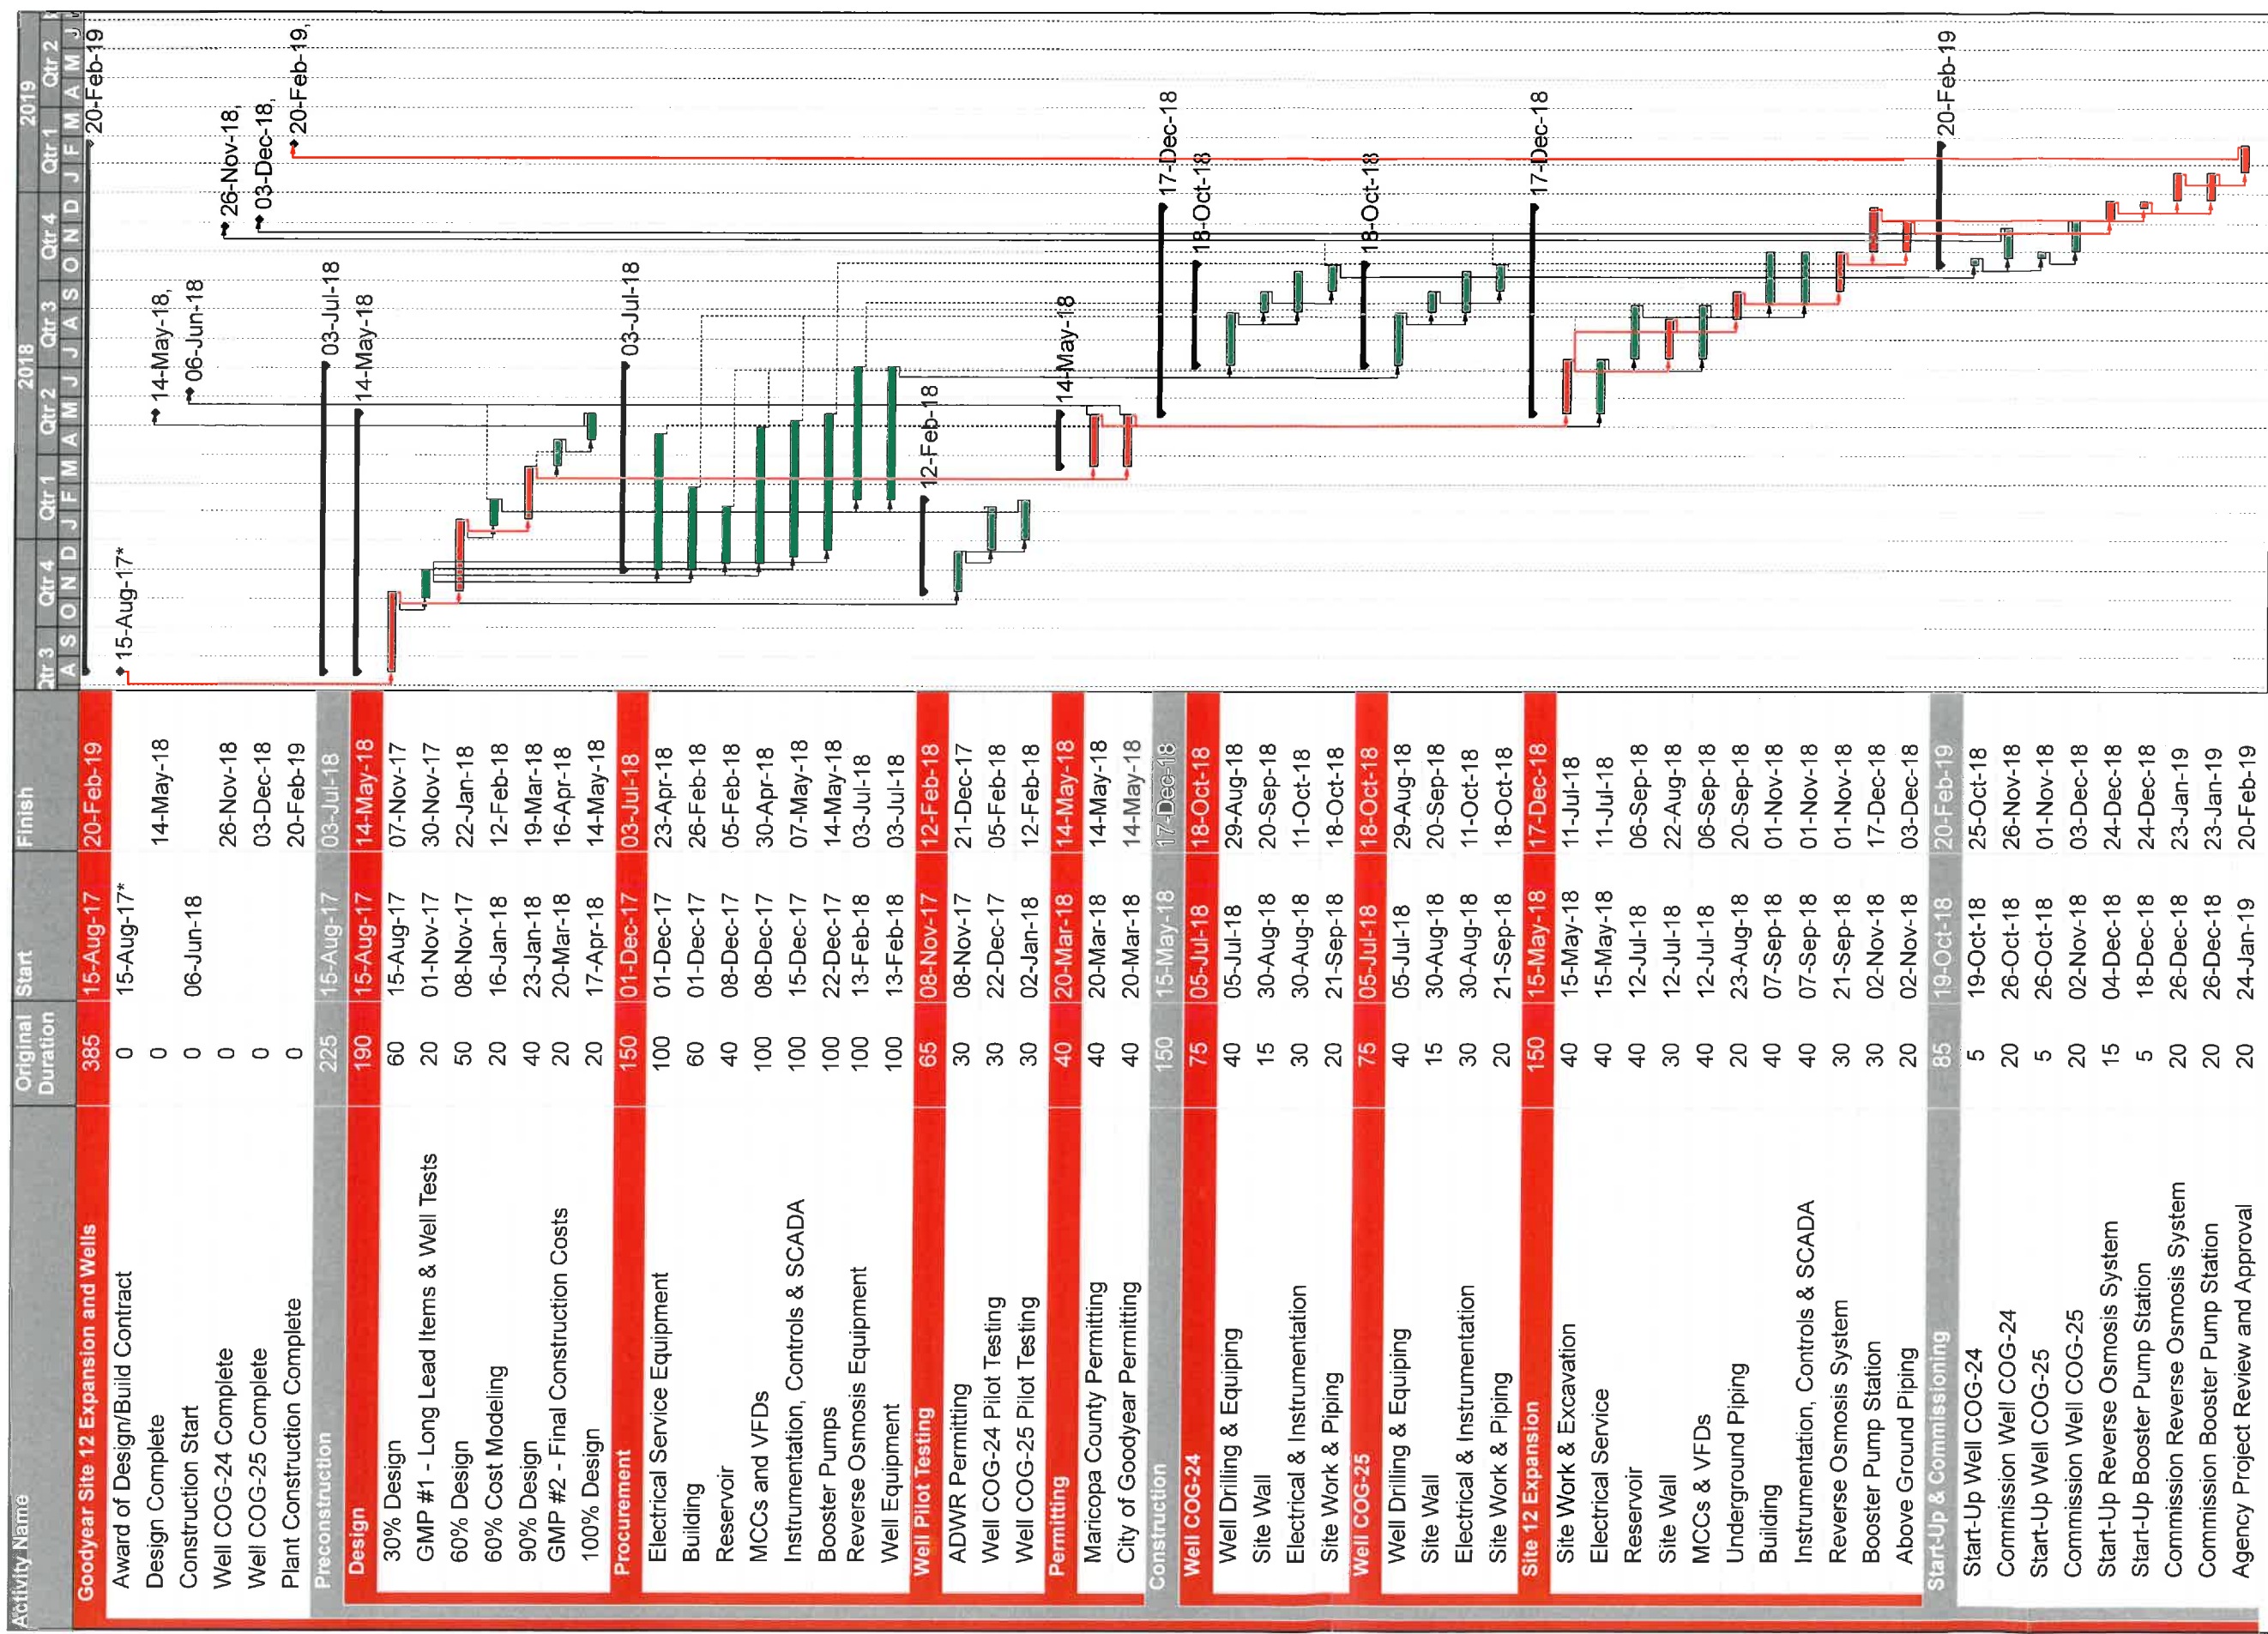 Activity Name Original Duration Start Finish
2018 2019
Qtr 3 Qtr 4 Qtr 1 Qtr 2 Qtr 3 Qtr 4 Qtr 1 Qtr 2
A S O N D J F M A M J J A S O N D J F M A M J
Goodyear Site 12 Expansion and Wells 385 15-Aug-17 20-Feb-19 20-Feb-19
Award of Design/Build Contract 0 15-Aug-17* 15-Aug-17*
Design Complete 0 14-May-18 14-May-18,
Construction Start 0 06-Jun-18 06-Jun-18
Well COG-24 Complete 0 26-Nov-18 26-Nov-18,
Well COG-25 Complete 0 03-Dec-18 03-Dec-18,
Plant Construction Complete 0 20-Feb-19 20-Feb-19,
Preconstruction 225 15-Aug-17 03-Jul-18 03-Jul-18
Design 190 15-Aug-17 14-May-18 14-May-18
30% Design 60 15-Aug-17 07-Nov-17
GMP #1 - Long Lead Items & Well Tests 20 01-Nov-17 30-Nov-17
60% Design 50 08-Nov-17 22-Jan-18
60% Cost Modeling 20 16-Jan-18 12-Feb-18
90% Design 40 23-Jan-18 19-Mar-18
GMP #2 - Final Construction Costs 20 20-Mar-18 16-Apr-18
100% Design 20 17-Apr-18 14-May-18
Procurement 150 01-Dec-17 03-Jul-18 03-Jul-18
Electrical Service Equipment 100 01-Dec-17 23-Apr-18
Building 60 01-Dec-17 26-Feb-18
Reservoir 40 08-Dec-17 05-Feb-18
MCCs and VFDs 100 08-Dec-17 30-Apr-18
Instrumentation, Controls & SCADA 100 15-Dec-17 07-May-18
Booster Pumps 100 22-Dec-17 14-May-18
Reverse Osmosis Equipment 100 13-Feb-18 03-Jul-18
Well Equipment 100 13-Feb-18 03-Jul-18
Well Pilot Testing 65 08-Nov-17 12-Feb-18 12-Feb-18
ADWR Permitting 30 08-Nov-17 21-Dec-17
Well COG-24 Pilot Testing 30 22-Dec-17 05-Feb-18
Well COG-25 Pilot Testing 30 02-Jan-18 12-Feb-18
Permitting 40 20-Mar-18 14-May-18 14-May-18
Maricopa County Permitting 40 20-Mar-18 14-May-18
City of Goodyear Permitting 40 20-Mar-18 14-May-18
Construction 150 15-May-18 17-Dec-18 17-Dec-18
Well COG-24 75 05-Jul-18 18-Oct-18 18-Oct-18
Well Drilling & Equiping 40 05-Jul-18 29-Aug-18
Site Wall 15 30-Aug-18 20-Sep-18
Electrical & Instrumentation 30 30-Aug-18 11-Oct-18
Site Work & Piping 20 21-Sep-18 18-Oct-18
Well COG-25 75 05-Jul-18 18-Oct-18 18-Oct-18
Well Drilling & Equiping 40 05-Jul-18 29-Aug-18
Site Wall 15 30-Aug-18 20-Sep-18
Electrical & Instrumentation 30 30-Aug-18 11-Oct-18
Site Work & Piping 20 21-Sep-18 18-Oct-18
Site 12 Expansion 150 15-May-18 17-Dec-18 17-Dec-18
Site Work & Excavation 40 15-May-18 11-Jul-18
Electrical Service 40 15-May-18 11-Jul-18
Reservoir 40 12-Jul-18 06-Sep-18
Site Wall 30 12-Jul-18 22-Aug-18
MCCs & VFDs 40 12-Jul-18 06-Sep-18
Underground Piping 20 23-Aug-18 20-Sep-18
Building 40 07-Sep-18 01-Nov-18
Instrumentation, Controls & SCADA 40 07-Sep-18 01-Nov-18
Reverse Osmosis System 30 21-Sep-18 01-Nov-18
Booster Pump Station 30 02-Nov-18 17-Dec-18
Above Ground Piping 20 02-Nov-18 03-Dec-18
Start-Up & Commissioning 85 19-Oct-18 20-Feb-19 20-Feb-19
Start-Up Well COG-24 5 19-Oct-18 25-Oct-18
Commission Well COG-24 20 26-Oct-18 26-Nov-18
Start-Up Well COG-25 5 26-Oct-18 01-Nov-18
Commission Well COG-25 20 02-Nov-18 03-Dec-18
Start-Up Reverse Osmosis System 15 04-Dec-18 24-Dec-18
Start-Up Booster Pump Station 5 18-Dec-18 24-Dec-18
Commission Reverse Osmosis System 20 26-Dec-18 23-Jan-19
Commission Booster Pump Station 20 26-Dec-18 23-Jan-19
Agency Project Review and Approval 20 24-Jan-19 20-Feb-19